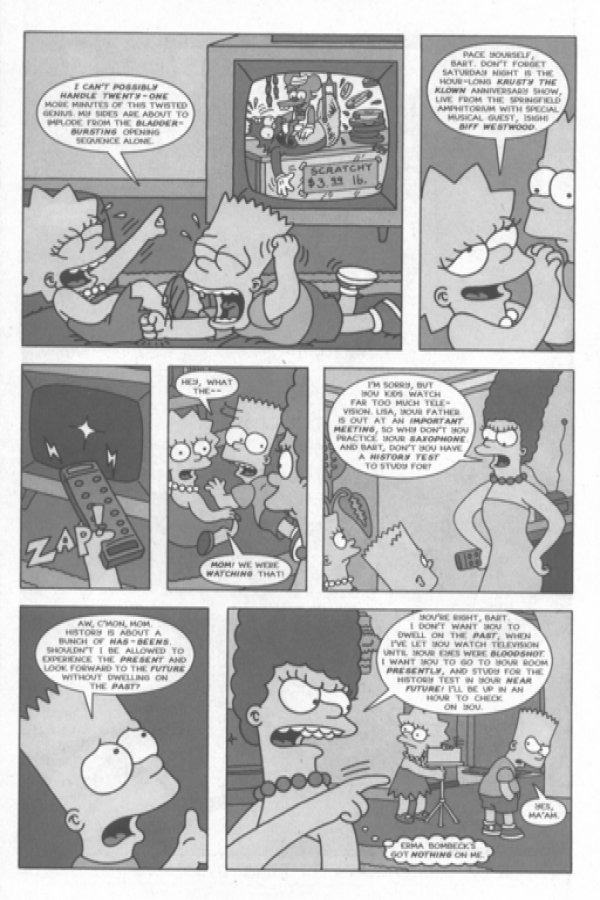 I CAN'T POSSIBLY
HANDLE TWENTY-ONE
MORE MINUTES OF THIS TWISTED
GENIUS. MY SIDES ARE ABOUT TO
IMPLODE FROM THE BLADDER-
BURSTING OPENING
SEQUENCE ALONE.
SCRATCHY
$3.99 lb.
PACE YOURSELF,
BART. DON'T FORGET
SATURDAY NIGHT IS THE
HOUR-LONG KRUSTY THE
KLOWN ANNIVERSARY SHOW,
LIVE FROM THE SPRINGFIELD
AMPHITORIUM WITH SPECIAL
MUSICAL GUEST, (SIGH)
BIFF WESTWOOD.
ZAP!
HEY, WHAT
THE--
MOM! WE WERE
WATCHING THAT!
I'M SORRY, BUT
YOU KIDS WATCH
FAR TOO MUCH TELE-
VISION. LISA, YOUR FATHER
IS OUT AT AN IMPORTANT
MEETING, SO WHY DON'T YOU
PRACTICE YOUR SAXOPHONE.
AND BART, DON'T YOU HAVE
A HISTORY TEST
TO STUDY FOR?
AW, C'MON, MOM.
HISTORY IS ABOUT A
BUNCH OF HAS-BEENS.
SHOULDN'T I BE ALLOWED TO
EXPERIENCE THE PRESENT AND
LOOK FORWARD TO THE FUTURE
WITHOUT DWELLING ON
THE PAST?
YOU'RE RIGHT, BART.
I DON'T WANT YOU TO
DWELL ON THE PAST, WHEN
I'VE LET YOU WATCH TELEVISION
UNTIL YOUR EYES WERE BLOODSHOT.
I WANT YOU TO GO TO YOUR ROOM
PRESENTLY, AND STUDY FOR THE
HISTORY TEST IN YOUR NEAR
FUTURE! I'LL BE UP IN AN
HOUR TO CHECK
ON YOU.
YES,
MA'AM.
ERMA BOMBECK'S
GOT NOTHING ON ME.